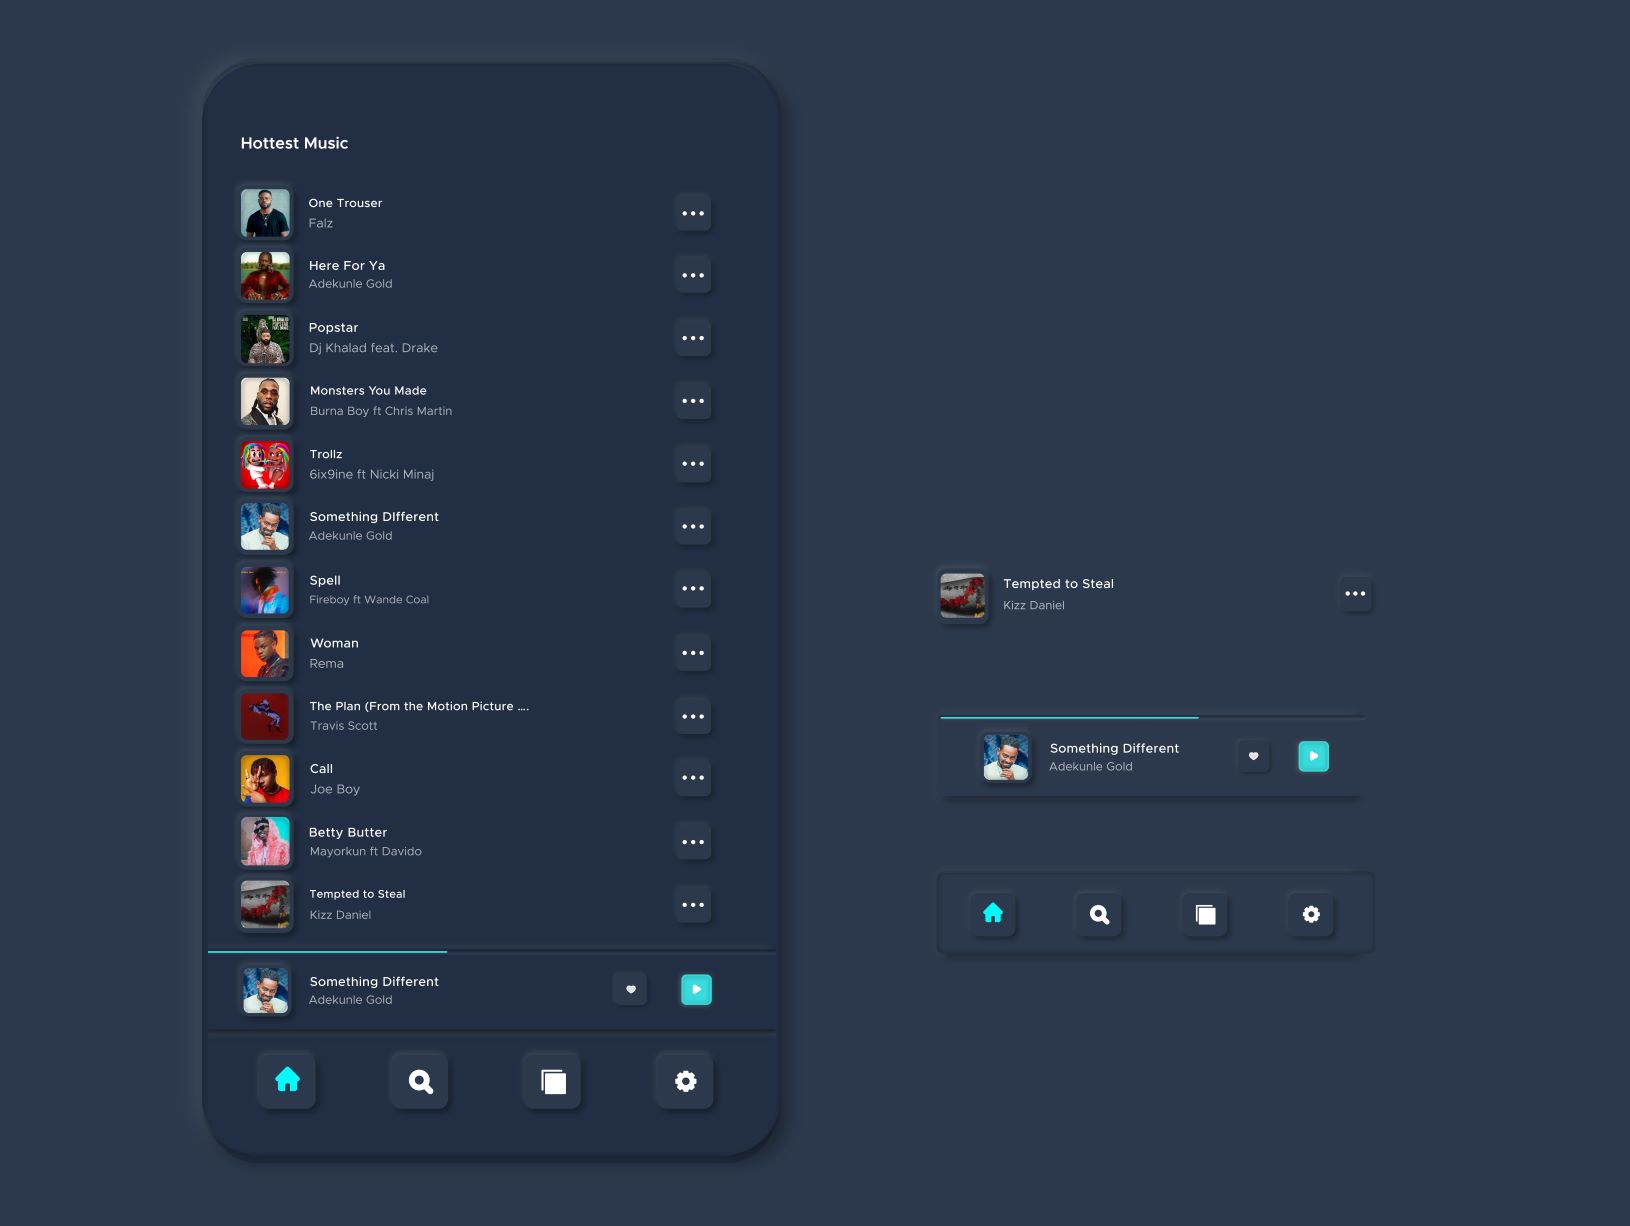 Hottest Music
One Trouser
Falz
Here For Ya
Adekunle Gold
Popstar
Dj Khalad feat. Drake
Monsters You Made
Burna Boy ft Chris Martin
Trollz
6ix9ine ft Nicki Minaj
Something DIfferent
Adekunle Gold
Spell
Fireboy ft Wande Coal
Woman
Rema
The Plan (From the Motion Picture ....
Travis Scott
Call
Joe Boy
Betty Butter
Mayorkun ft Davido
Tempted to Steal
Kizz Daniel
Something Different
Adekunle Gold
Tempted to Steal
Kizz Daniel
Something Different
Adekunle Gold